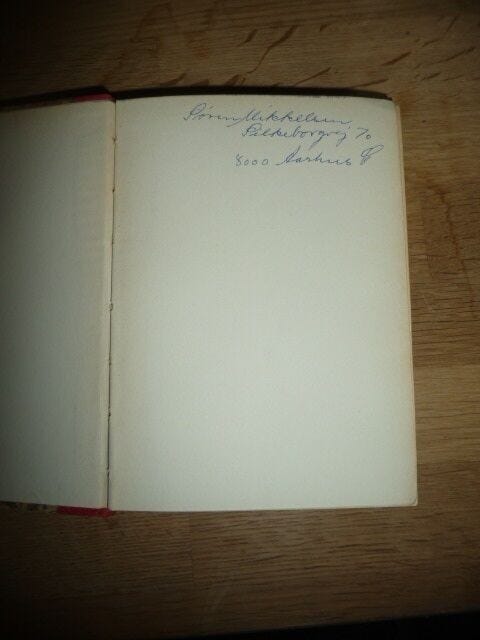 Søren Mikkelsen
Silkeborgvej 70
8000 Aarhus C